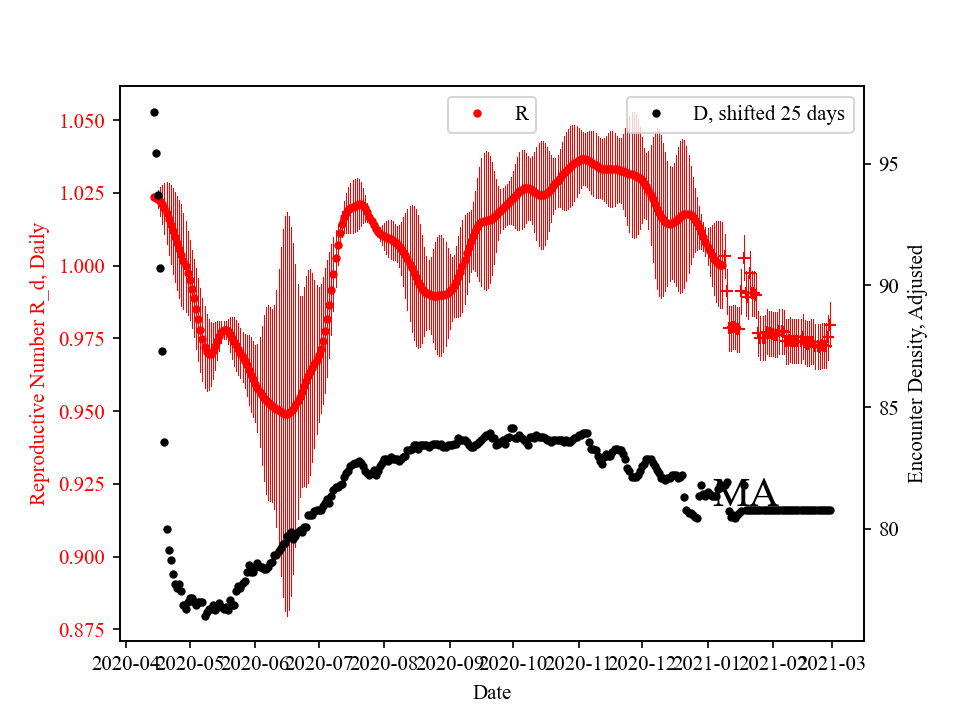 R
D, shifted 25 days
1.050
1.025
1.000
0.975
0.950
0.925
0.900
0.875
Reproductive Number R_d, Daily
95
90
85
80
Encounter Density, Adjusted
MA
2020-04 2020-05 2020-06 2020-07 2020-08 2020-09 2020-10 2020-11 2020-12 2021-01 2021-02 2021-03
Date